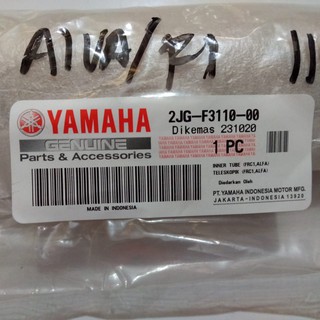 YAMAHA
GENUINE
Parts & Accessories
2JG-F3110-00
Dikemas 231020
1 PC
INNER TUBE (FRC1,ALFA)
TELESKOPIK (FRC1,ALFA)
Diedarkan Oleh
PT. YAMAHA INDONESIA MOTOR MFG.
JAKARTA-INDONESIA 13920
MADE IN INDONESIA.